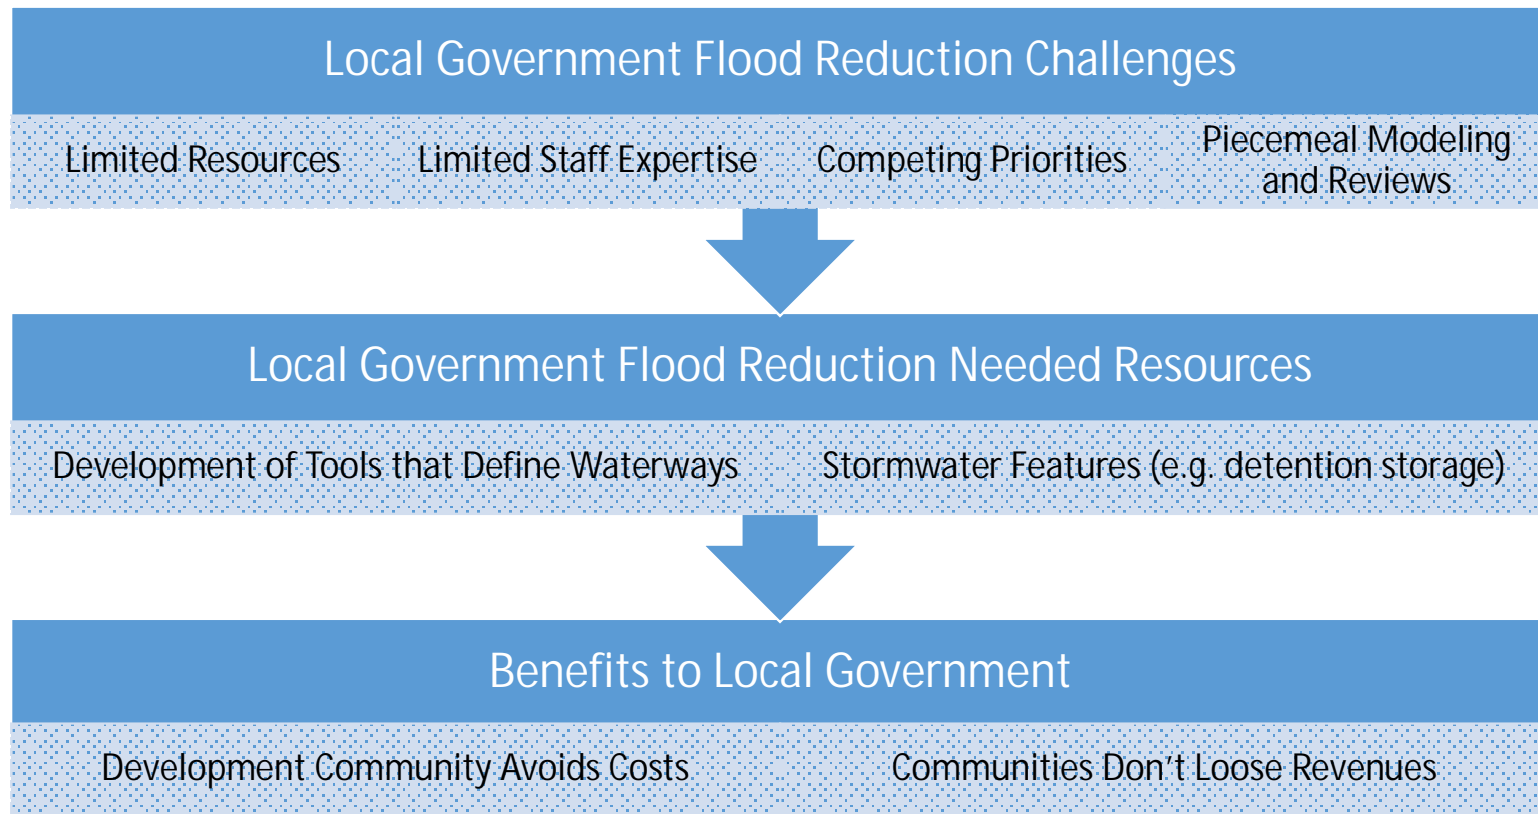 Local Government Flood Reduction Challenges
Limited Resources
Limited Staff Expertise
Competing Priorities
Piecemeal Modeling
and Reviews
Local Government Flood Reduction Needed Resources
Development of Tools that Define Waterways
Stormwater Features (e.g. detention storage)
Benefits to Local Government
Development Community Avoids Costs
Communities Don't Loose Revenues